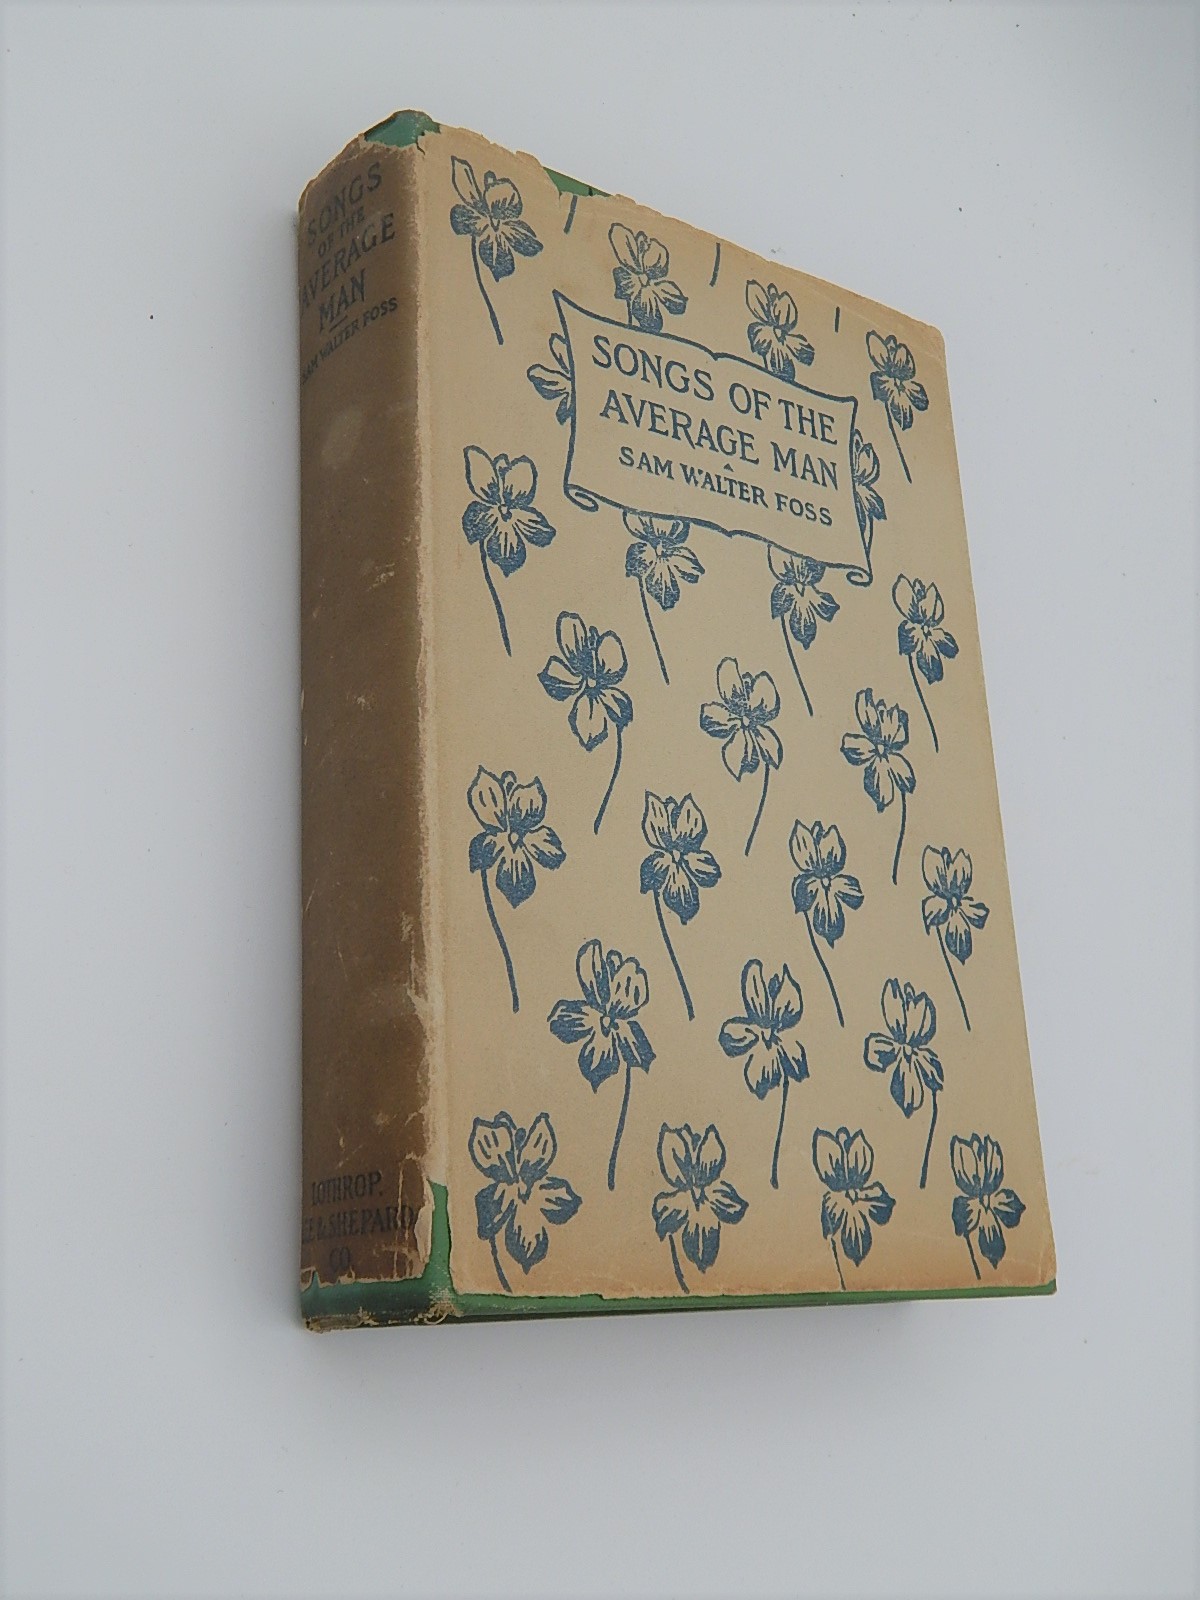 SONGS
OF THE
AVERAGE
MAN
SAM WALTER FOSS
LOTHROP,
LEE & SHEPARD
CO.
SONGS OF THE
AVERAGE MAN
SAM WALTER FOSS